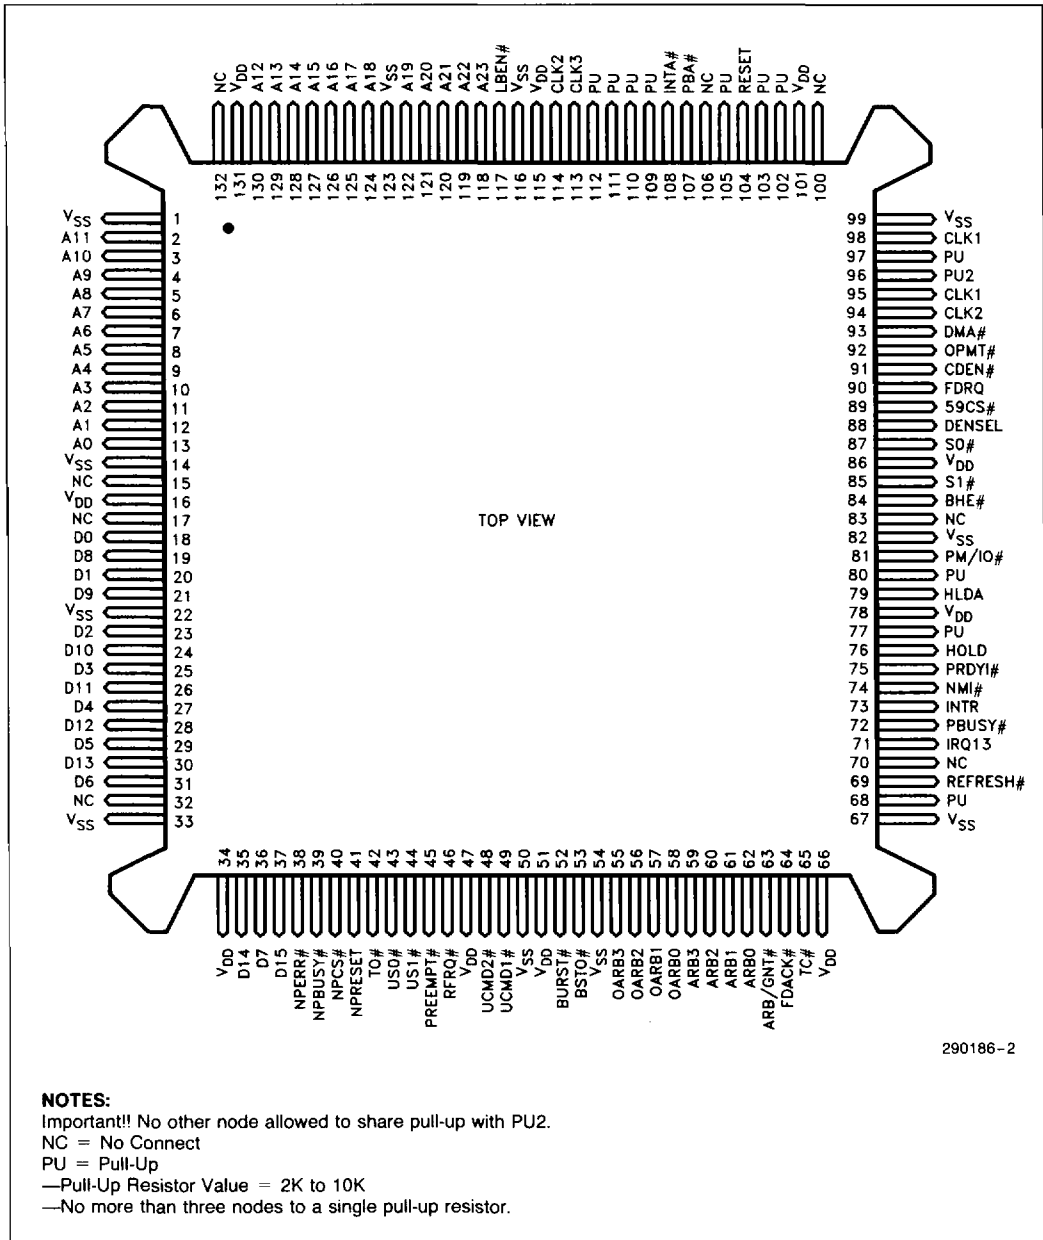 NC VDD A12 A13 A14 A15 A16 A17 A18 VSS A19 A20 A21 A22 A23 LBEN# VSS VDD CLK2 CLK3 PU PU PU PU INTA# PBA# NC PU RESET PU PU VDD NC
132 131 130 129 128 127 126 125 124 123 122 121 120 119 118 117 116 115 114 113 112 111 110 109 108 107 106 105 104 103 102 101 100
VSS 1
A11 2
A10 3
A9 4
A8 5
A7 6
A6 7
A5 8
A4 9
A3 10
A2 11
A1 12
A0 13
VSS 14
NC 15
VDD 16
NC 17
D0 18
D8 19
D1 20
D9 21
VSS 22
D2 23
D10 24
D3 25
D11 26
D4 27
D12 28
D5 29
D13 30
D6 31
NC 32
VSS 33
TOP VIEW
99 VSS
98 CLK1
97 PU
96 PU2
95 CLK1
94 CLK2
93 DMA#
92 OPMT#
91 CDEN#
90 FDRQ
89 59CS#
88 DENSEL
87 S0#
86 VDD
85 S1#
84 BHE#
83 NC
82 VSS
81 PM/IO#
80 PU
79 HLDA
78 VDD
77 PU
76 HOLD
75 PRDYI#
74 NMI#
73 INTR
72 PBUSY#
71 IRQ13
70 NC
69 REFRESH#
68 PU
67 VSS
34 35 36 37 38 39 40 41 42 43 44 45 46 47 48 49 50 51 52 53 54 55 56 57 58 59 60 61 62 63 64 65 66
VDD D14 D7 D15 NPERR# NPBUSY# NPCS# NPRESET TO# US0# US1# PREEMPT# RFRQ# VDD UCMD2# UCMD1# VSS VDD BURST# BSTO# VSS OARB3 OARB2 OARB1 OARB0 ARB3 ARB2 ARB1 ARB0 ARB/GNT# FDACK# TC# VDD
290186-2
NOTES:
Important!! No other node allowed to share pull-up with PU2.
NC = No Connect
PU = Pull-Up
—Pull-Up Resistor Value = 2K to 10K
—No more than three nodes to a single pull-up resistor.